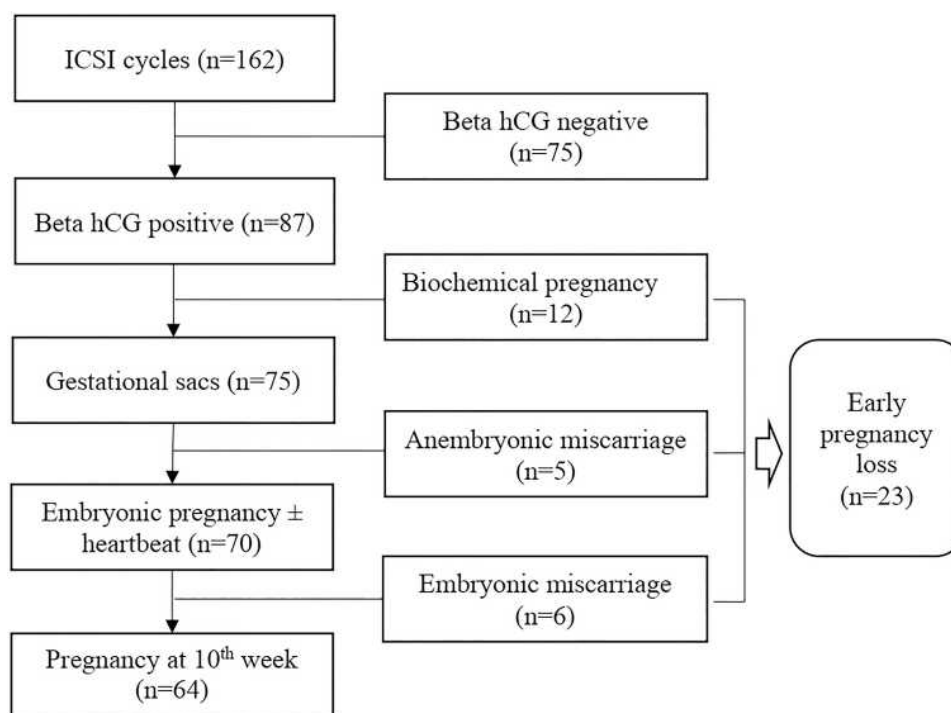 ICSI cycles (n=162)
Beta hCG negative
(n=75)
Beta hCG positive (n=87)
Biochemical pregnancy
(n=12)
Gestational sacs (n=75)
Early
pregnancy
loss
(n=23)
Anembryonic miscarriage
(n=5)
Embryonic pregnancy ±
heartbeat (n=70)
Embryonic miscarriage
(n=6)
Pregnancy at 10th week
(n=64)